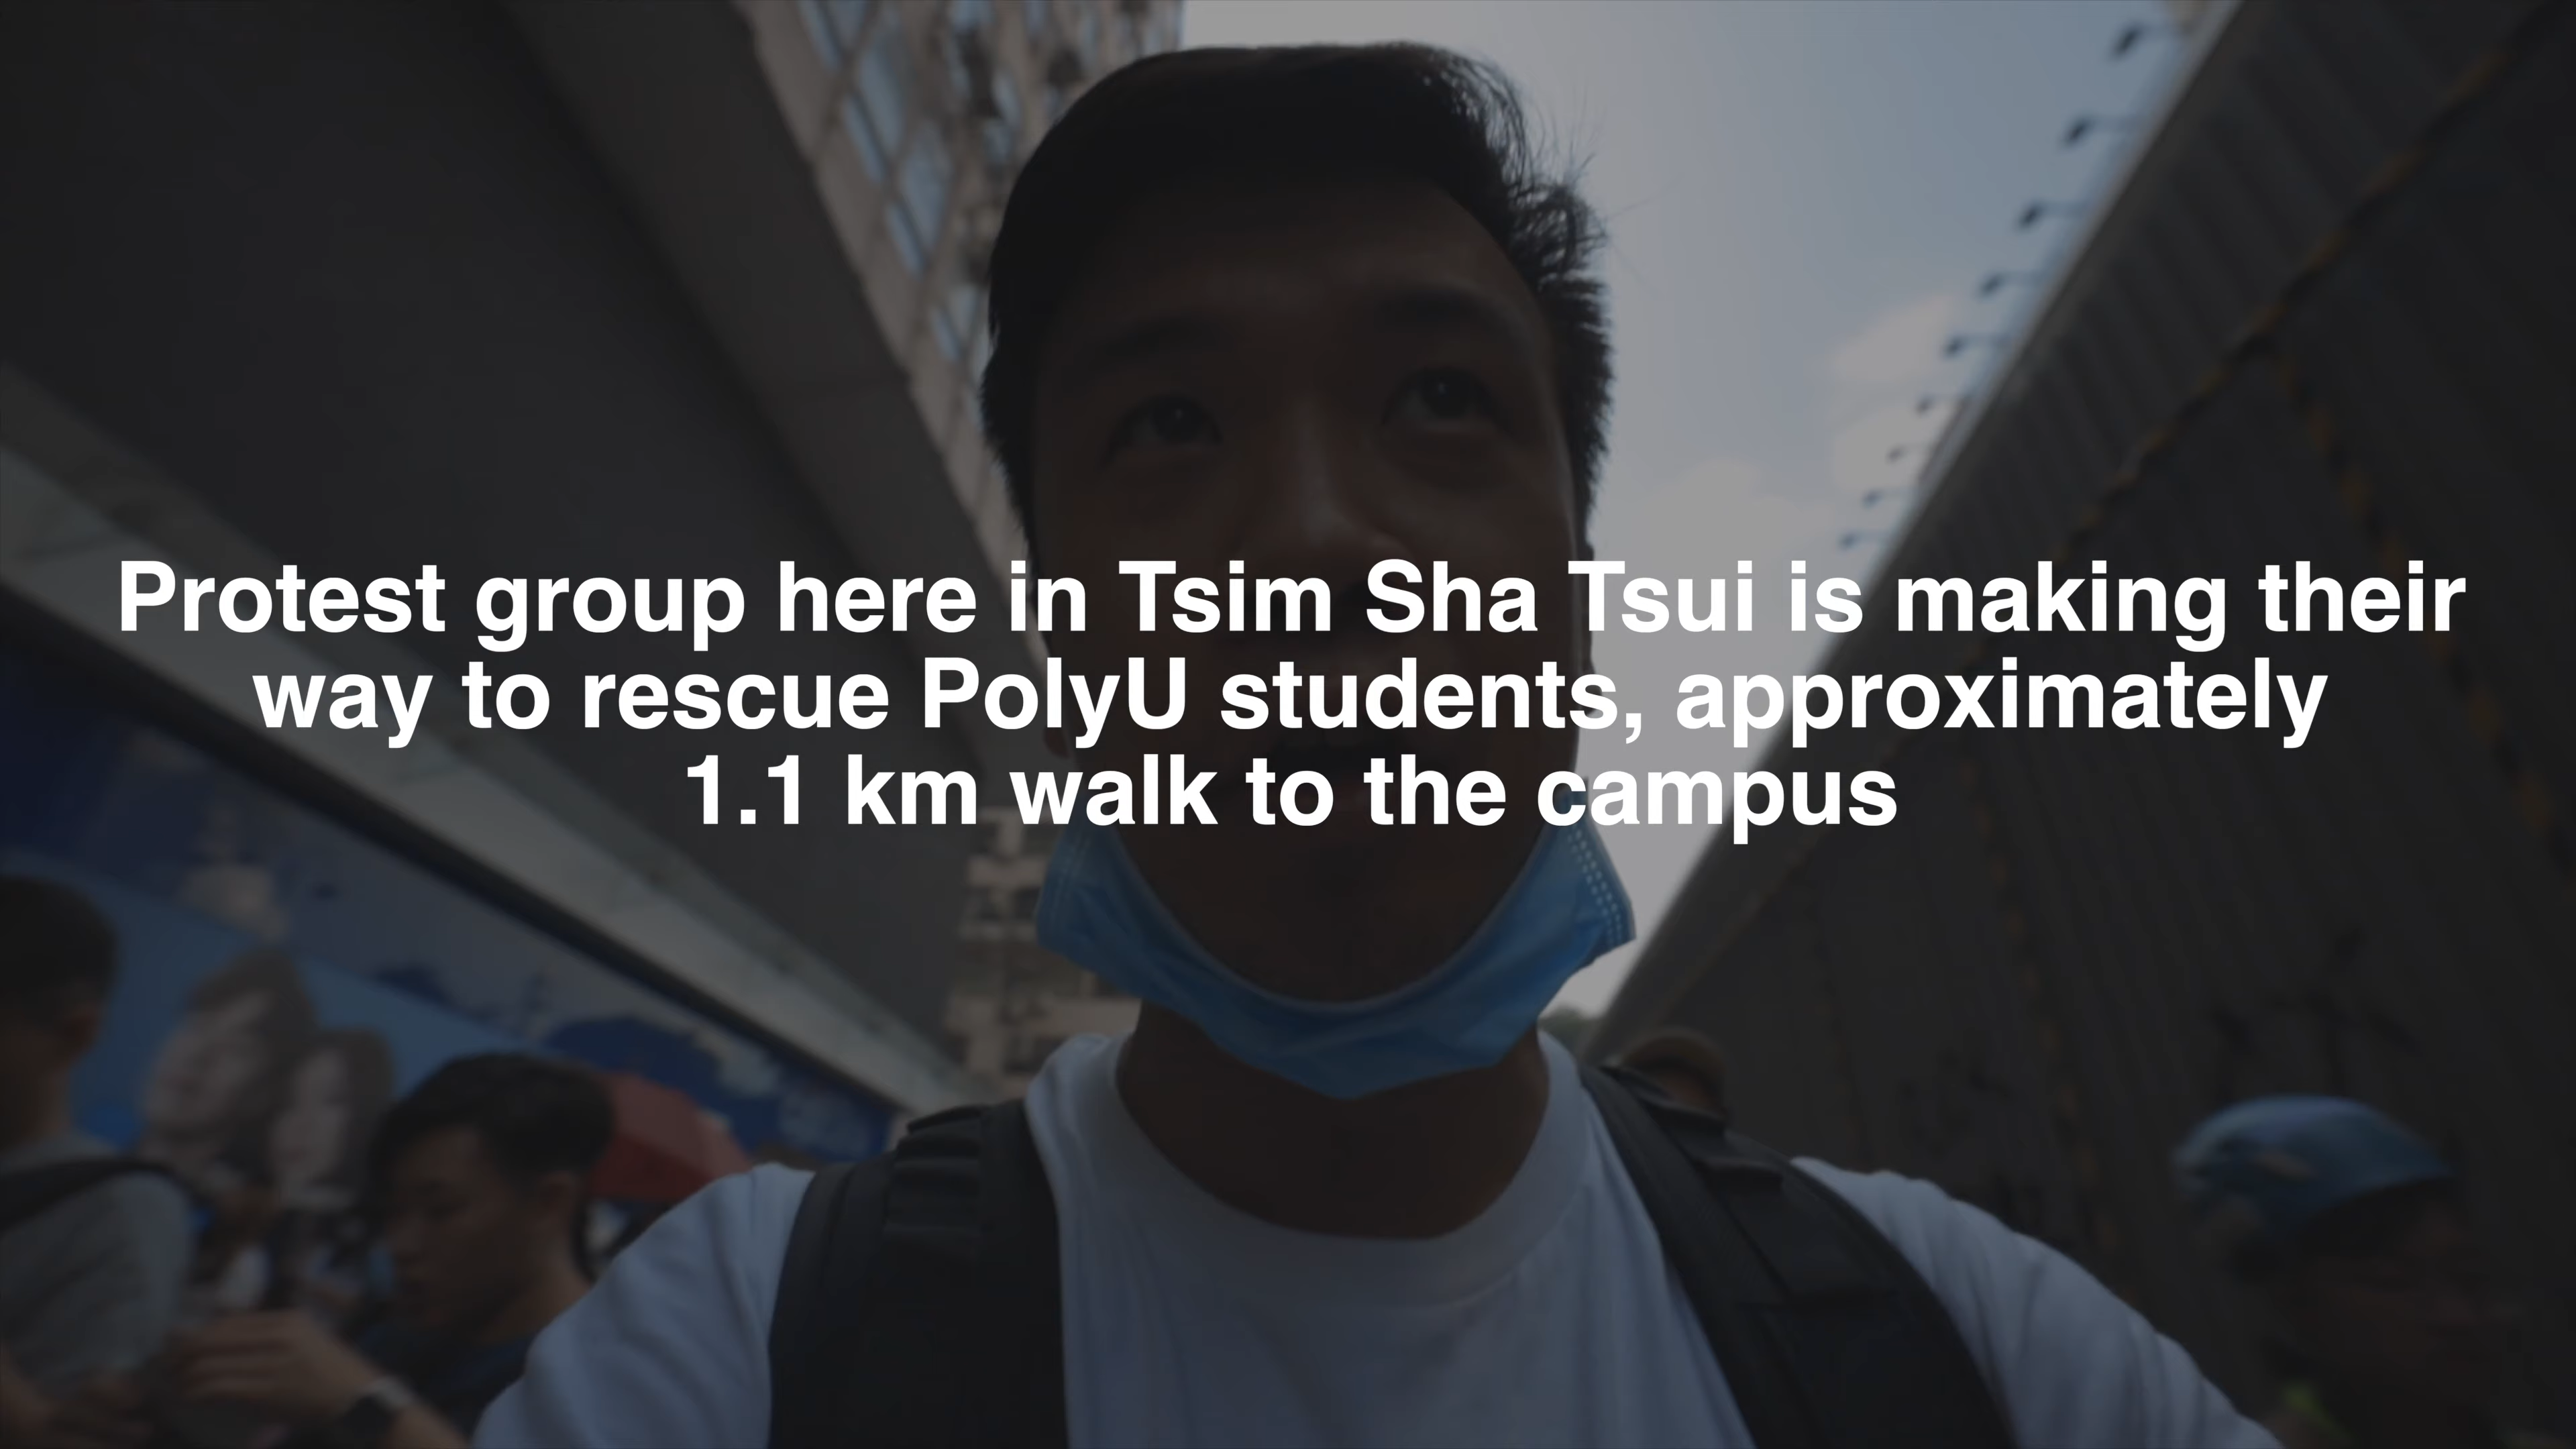 Protest group here in Tsim Sha Tsui is making their
way to rescue PolyU students, approximately
1.1 km walk to the campus